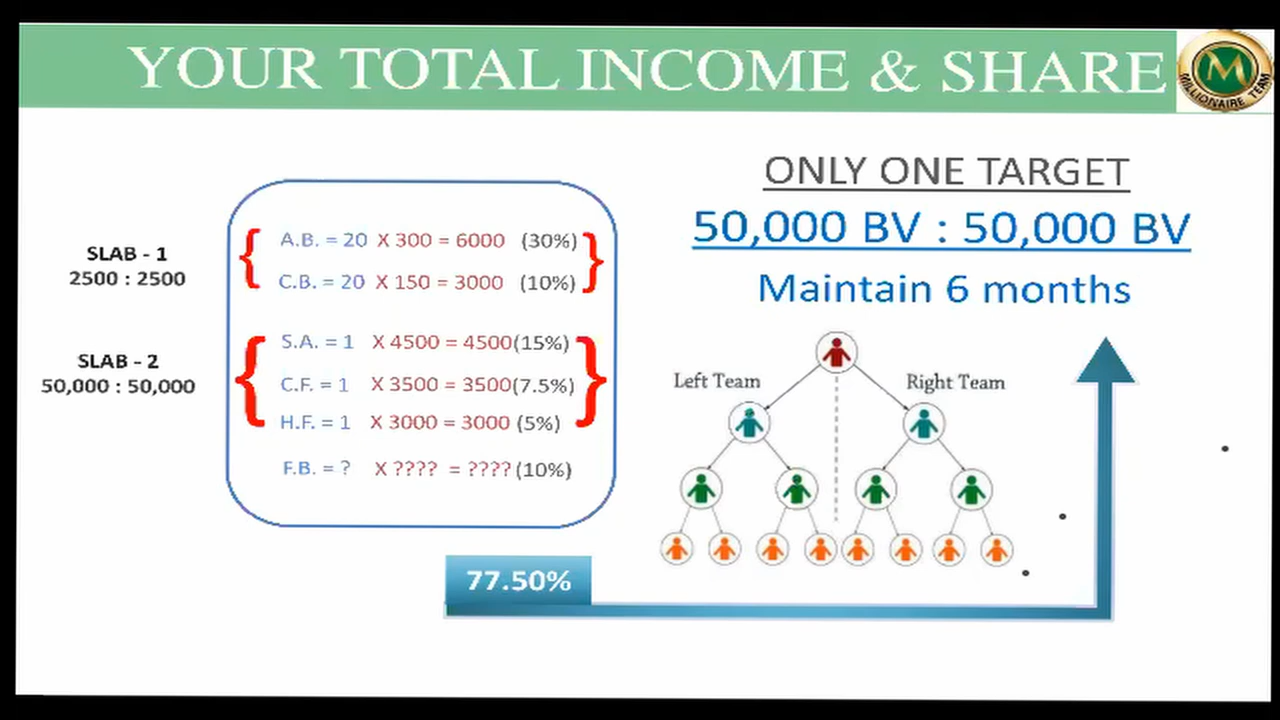 YOUR TOTAL INCOME & SHARE
M
MILLIONAIRE TEAM
ONLY ONE TARGET
50,000 BV : 50,000 BV
Maintain 6 months
SLAB - 1
2500 : 2500
{ A.B. = 20 X 300 = 6000 (30%) }
C.B. = 20 X 150 = 3000 (10%)
SLAB - 2
50,000 : 50,000
{ S.A. = 1 X 4500 = 4500(15%) }
C.F. = 1 X 3500 = 3500(7.5%)
H.F. = 1 X 3000 = 3000 (5%)
F.B. = ? X ???? = ???? (10%)
Left Team
Right Team
77.50%